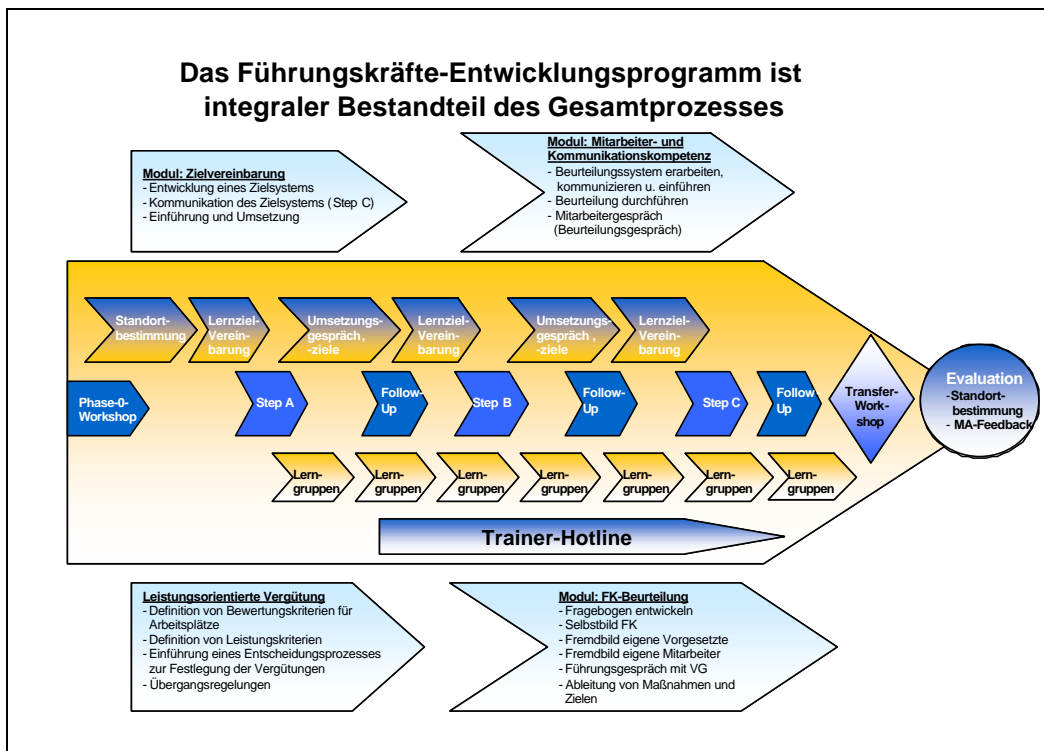 Das Führungskräfte-Entwicklungsprogramm ist
integraler Bestandteil des Gesamtprozesses
Modul: Zielvereinbarung
- Entwicklung eines Zielsystems
- Kommunikation des Zielsystems (Step C)
- Einführung und Umsetzung
Modul: Mitarbeiter- und
Kommunikationskompetenz
- Beurteilungssystem erarbeiten,
kommunizieren u. einführen
- Beurteilung durchführen
- Mitarbeitergespräch
(Beurteilungsgespräch)
Standort-
bestimmung
Lernziel-
Verein-
barung
Umsetzungs-
gespräch,
-ziele
Lernziel-
Verein-
barung
Umsetzungs-
gespräch ,
-ziele
Lernziel-
Verein-
barung
Phase-0-
Workshop
Step A
Follow-
Up
Step B
Follow-
Up
Step C
Follow-
Up
Transfer-
Work-
shop
Evaluation
-Standort-
bestimmung
- MA-Feedback
Lern-
gruppen
Lern-
gruppen
Lern-
gruppen
Lern-
gruppen
Lern-
gruppen
Lern-
gruppen
Lern-
gruppen
Trainer-Hotline
Leistungsorientierte Vergütung
- Definition von Bewertungskriterien für
Arbeitsplätze
- Definition von Leistungskriterien
- Einführung eines Entscheidungsprozesses
zur Festlegung der Vergütungen
- Übergangsregelungen
Modul: FK-Beurteilung
- Fragebogen entwickeln
- Selbstbild FK
- Fremdbild eigene Vorgesetzte
- Fremdbild eigene Mitarbeiter
- Führungsgespräch mit VG
- Ableitung von Maßnahmen und
Zielen